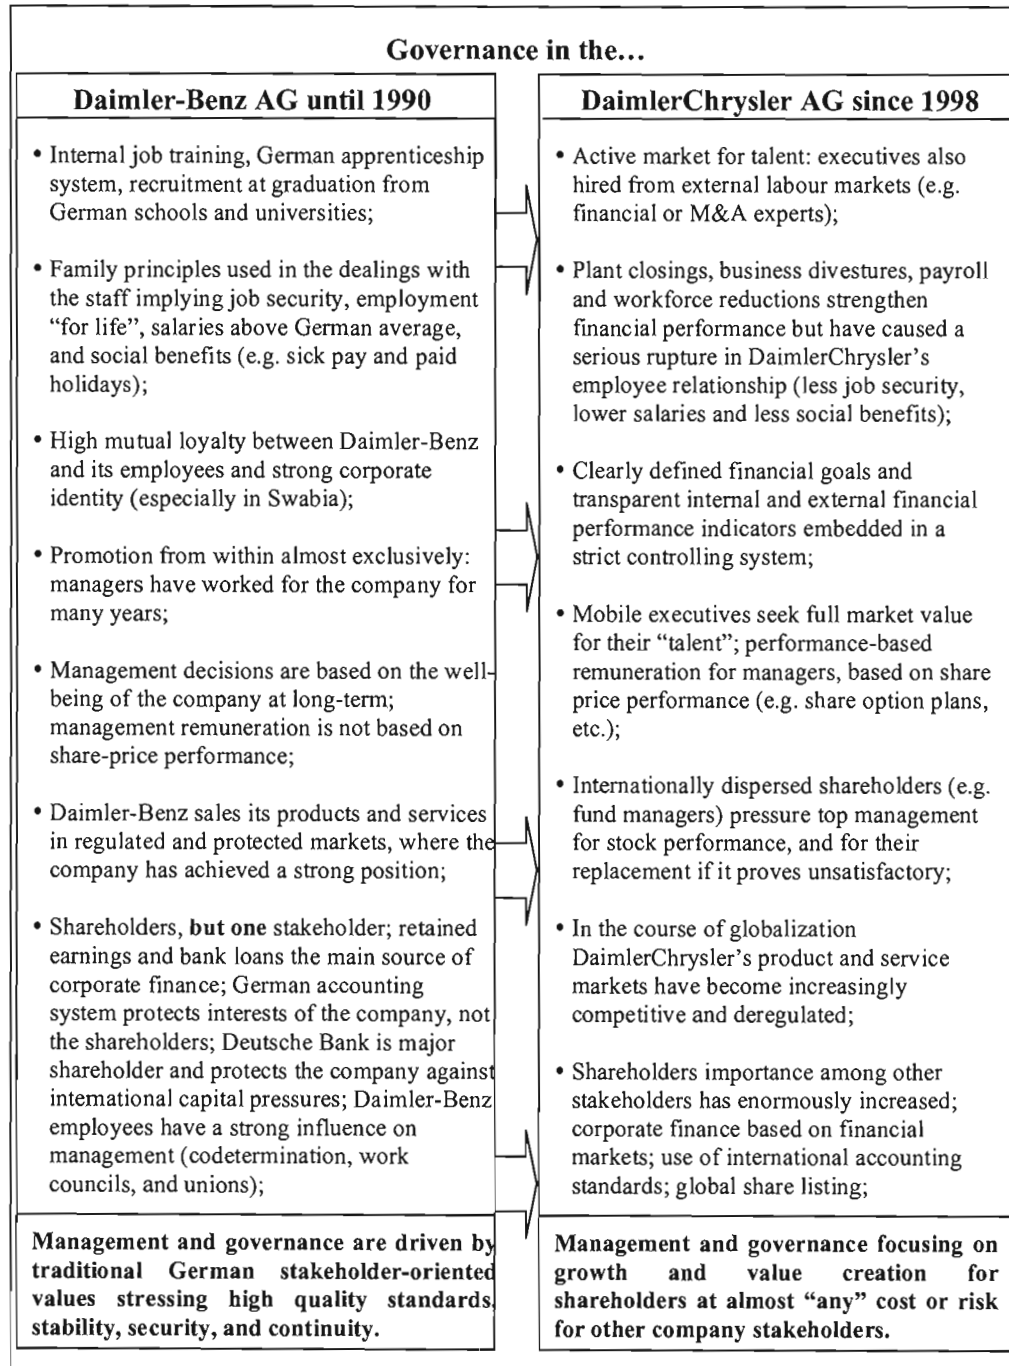 Governance in the…
Daimler-Benz AG until 1990
• Internal job training, German apprenticeship
system, recruitment at graduation from
German schools and universities;
• Family principles used in the dealings with
the staff implying job security, employment
“for life”, salaries above German average,
and social benefits (e.g. sick pay and paid
holidays);
• High mutual loyalty between Daimler-Benz
and its employees and strong corporate
identity (especially in Swabia);
• Promotion from within almost exclusively:
managers have worked for the company for
many years;
• Management decisions are based on the well-
being of the company at long-term;
management remuneration is not based on
share-price performance;
• Daimler-Benz sales its products and services
in regulated and protected markets, where the
company has achieved a strong position;
• Shareholders, but one stakeholder; retained
earnings and bank loans the main source of
corporate finance; German accounting
system protects interests of the company, not
the shareholders; Deutsche Bank is major
shareholder and protects the company against
international capital pressures; Daimler-Benz
employees have a strong influence on
management (codetermination, work
councils, and unions);
Management and governance are driven by
traditional German stakeholder-oriented
values stressing high quality standards,
stability, security, and continuity.
DaimlerChrysler AG since 1998
• Active market for talent: executives also
hired from external labour markets (e.g.
financial or M&A experts);
• Plant closings, business divestures, payroll
and workforce reductions strengthen
financial performance but have caused a
serious rupture in DaimlerChrysler’s
employee relationship (less job security,
lower salaries and less social benefits);
• Clearly defined financial goals and
transparent internal and external financial
performance indicators embedded in a
strict controlling system;
• Mobile executives seek full market value
for their “talent”; performance-based
remuneration for managers, based on share
price performance (e.g. share option plans,
etc.);
• Internationally dispersed shareholders (e.g.
fund managers) pressure top management
for stock performance, and for their
replacement if it proves unsatisfactory;
• In the course of globalization
DaimlerChrysler’s product and service
markets have become increasingly
competitive and deregulated;
• Shareholders importance among other
stakeholders has enormously increased;
corporate finance based on financial
markets; use of international accounting
standards; global share listing;
Management and governance focusing on
growth and value creation for
shareholders at almost “any” cost or risk
for other company stakeholders.